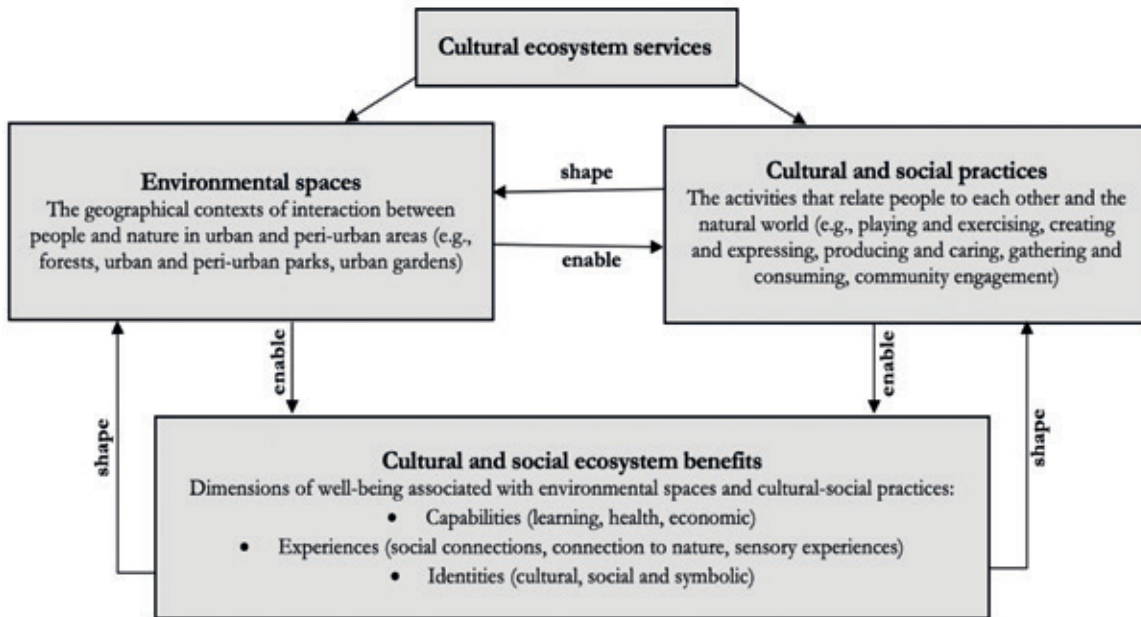 Cultural ecosystem services
Environmental spaces
The geographical contexts of interaction between
people and nature in urban and peri-urban areas (e.g.,
forests, urban and peri-urban parks, urban gardens)
shape
enable
Cultural and social practices
The activities that relate people to each other and the
natural world (e.g., playing and exercising, creating
and expressing, producing and caring, gathering and
consuming, community engagement)
shape
enable
enable
shape
Cultural and social ecosystem benefits
Dimensions of well-being associated with environmental spaces and cultural-social practices:
• Capabilities (learning, health, economic)
• Experiences (social connections, connection to nature, sensory experiences)
• Identities (cultural, social and symbolic)